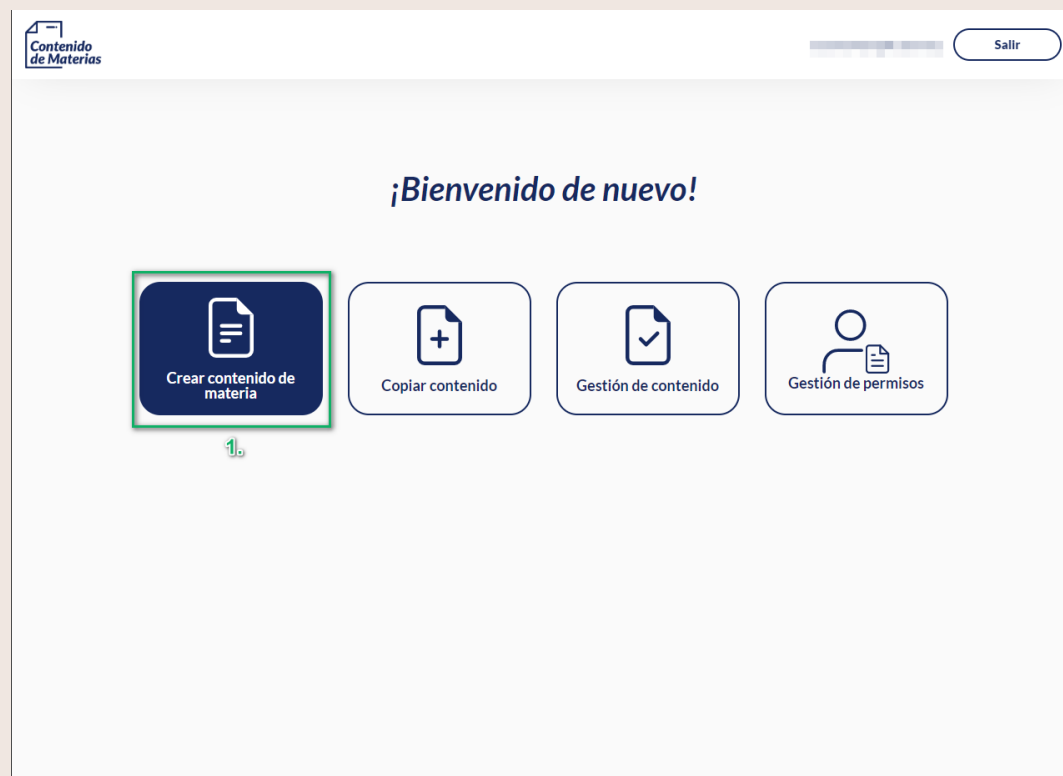 Contenido
de Materias
Salir
¡Bienvenido de nuevo!
Crear contenido de
materia
Copiar contenido
Gestión de contenido
Gestión de permisos
1.